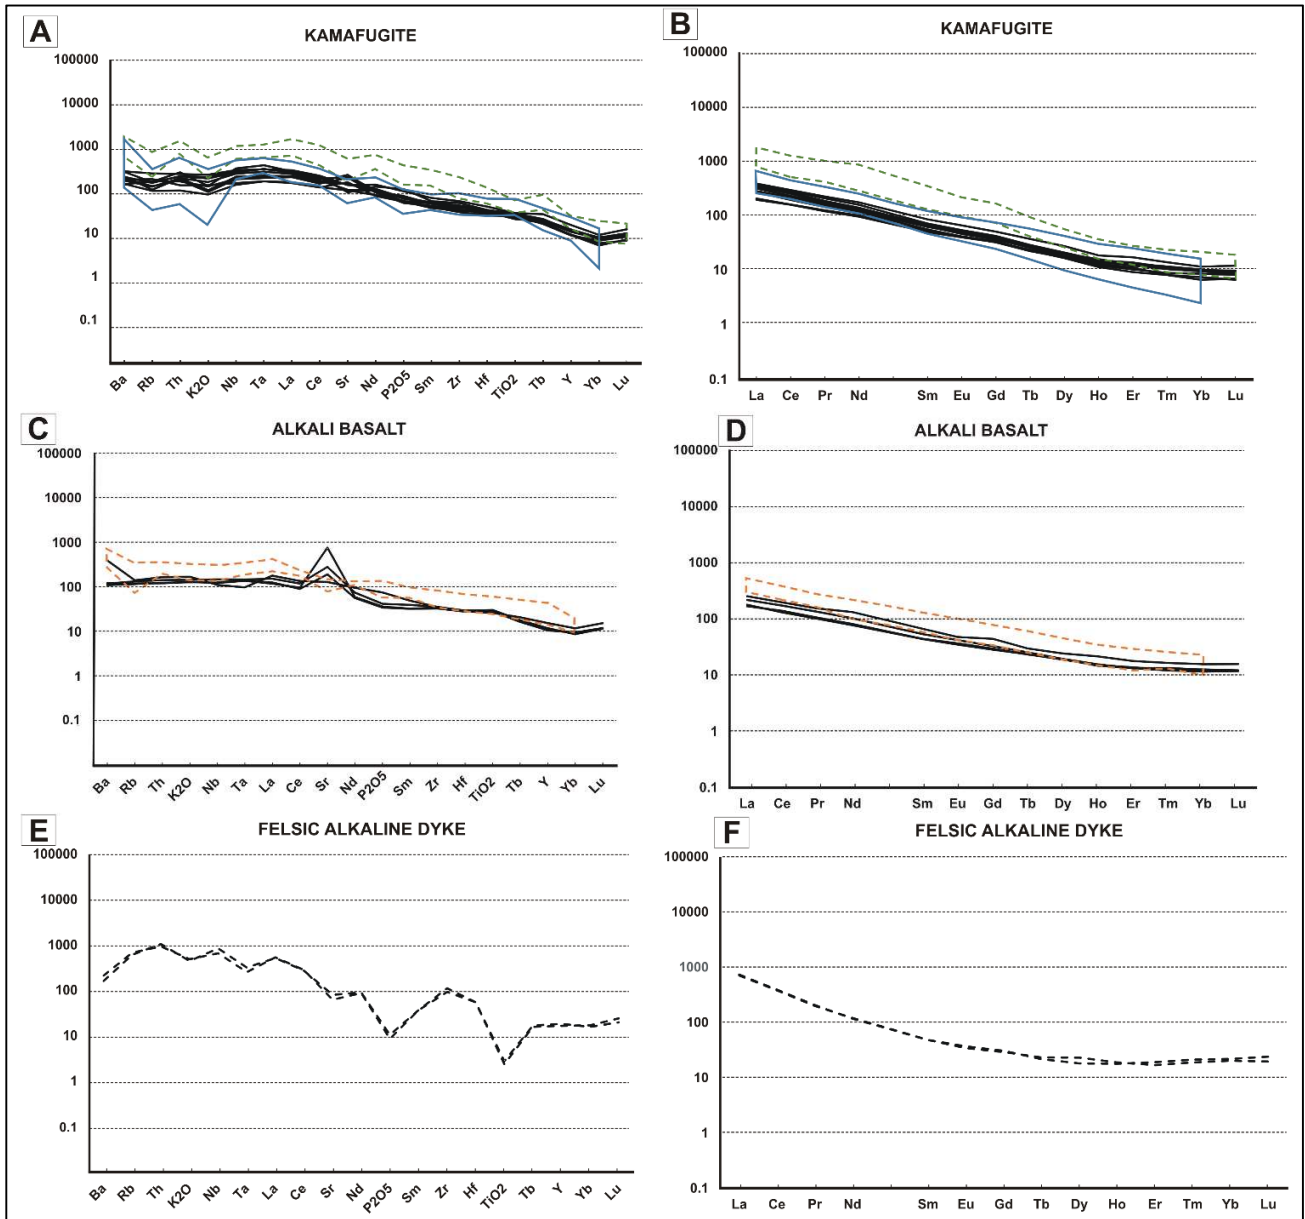 A
KAMAFUGITE
100000
10000
1000
100
10
1
0.1
Ba Rb Th K2O Nb Ta La Ce Sr Nd P2O5 Sm Zr Hf TiO2 Tb Y Yb Lu
B
KAMAFUGITE
100000
10000
1000
100
10
1
0.1
La Ce Pr Nd Sm Eu Gd Tb Dy Ho Er Tm Yb Lu
C
ALKALI BASALT
100000
10000
1000
100
10
1
0.1
Ba Rb Th K2O Nb Ta La Ce Sr Nd P2O5 Sm Zr Hf TiO2 Tb Y Yb Lu
D
ALKALI BASALT
100000
10000
1000
100
10
1
0.1
La Ce Pr Nd Sm Eu Gd Tb Dy Ho Er Tm Yb Lu
E
FELSIC ALKALINE DYKE
100000
10000
1000
100
10
1
0.1
Ba Rb Th K2O Nb Ta La Ce Sr Nd P2O5 Sm Zr Hf TiO2 Tb Y Yb Lu
F
FELSIC ALKALINE DYKE
100000
10000
1000
100
10
1
0.1
La Ce Pr Nd Sm Eu Gd Tb Dy Ho Er Tm Yb Lu